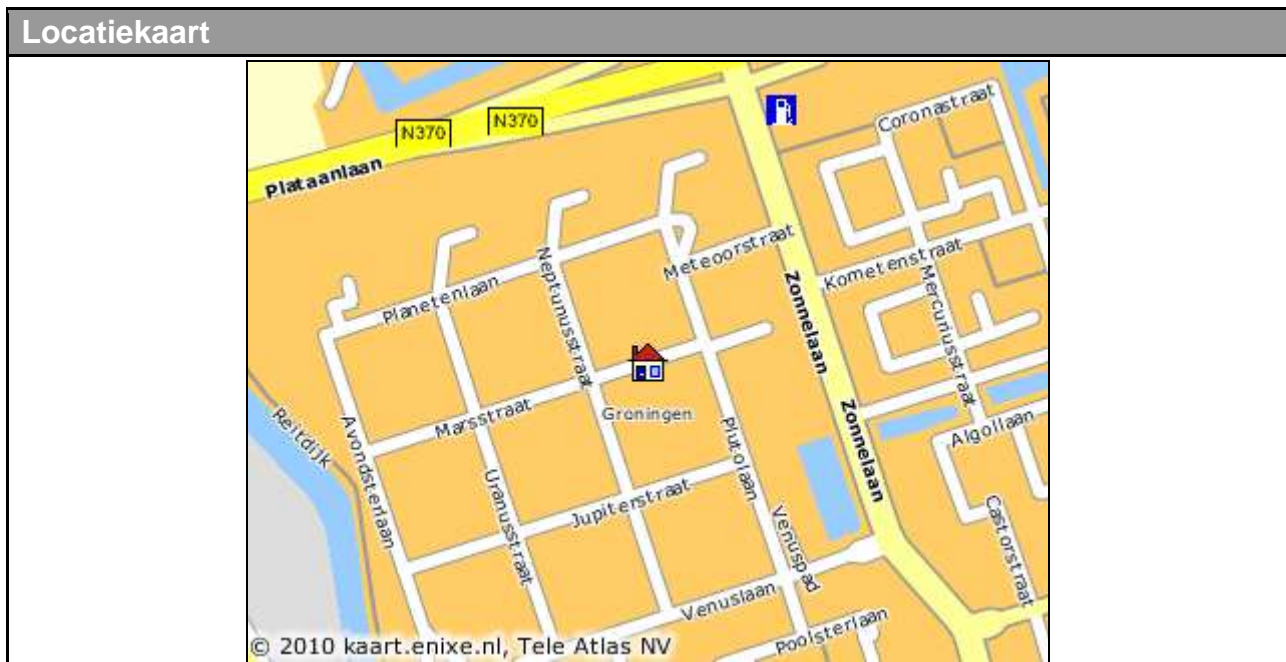 Locatiekaart
N370
N370
Plataanlaan
Coronastraat
Meteoorstraat
Kometenstraat
Neptunusstraat
Planetenlaan
Zonnelaan
Mercuriusstraat
Marsstraat
Groningen
Zonnelaan
Reitdijk
Avondsterlaan
Plutolaan
Algollaan
Uranusstraat
Jupiterstraat
Venuspad
Castorstraat
Venuslaan
Poolsterlaan
© 2010 kaart.enixe.nl, Tele Atlas NV